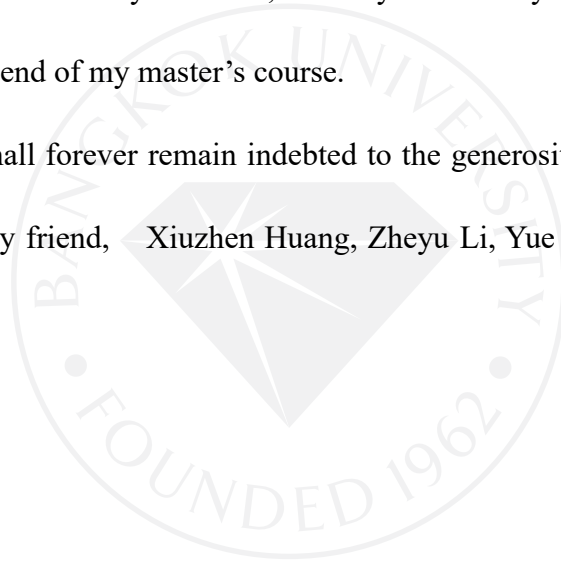 end of my master’s course.
hall forever remain indebted to the generosit
y friend, Xiuzhen Huang, Zheyu Li, Yue
BANGKOK UNIVERSITY
FOUNDED 1962